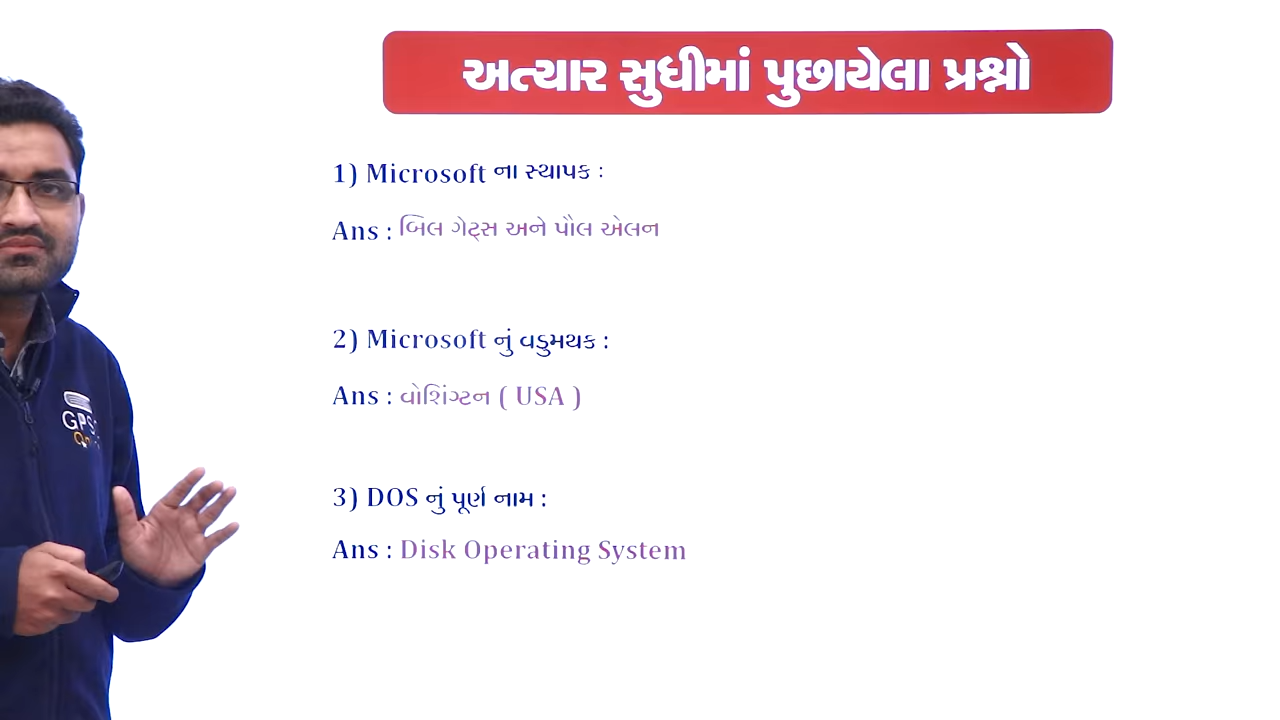 અત્યાર સુધીમાં પુછાયેલા પ્રશ્નો
1) Microsoft ના સ્થાપક :
Ans : બિલ ગેટ્સ અને પૌલ એલન
2) Microsoft નું વડુમથક :
Ans : વોશિંગ્ટન ( USA )
3) DOS નું પૂર્ણ નામ :
Ans : Disk Operating System